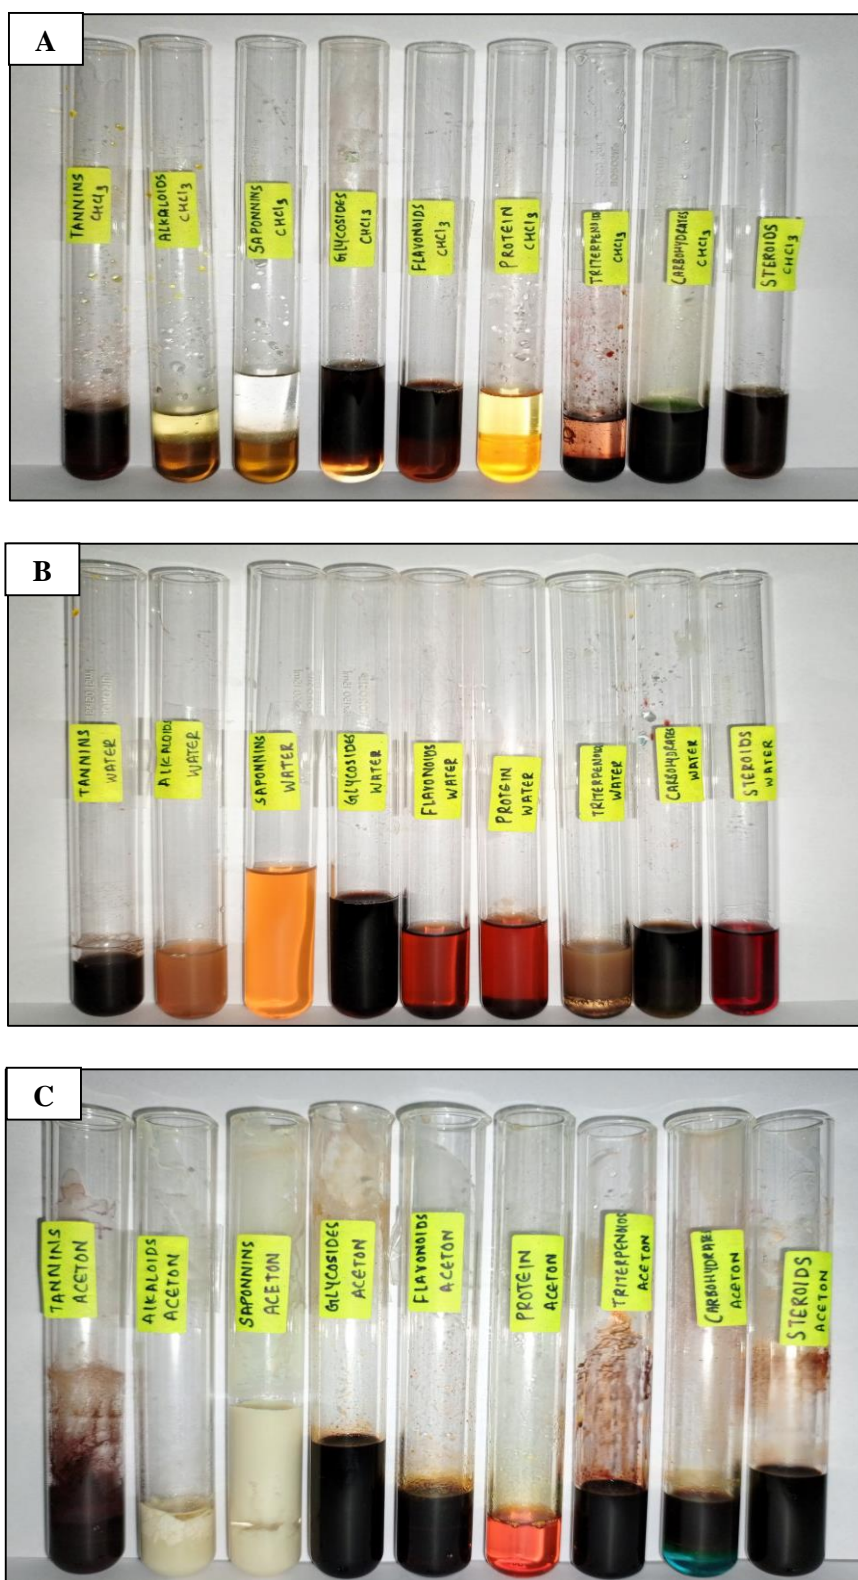 A
TANNINS
CHCl3
ALKALOIDS
CHCl3
SAPONNINS
CHCl3
GLYCOSIDES
CHCl3
FLAVONOIDS
CHCl3
PROTEIN
CHCl3
TRITERPENOIDS
CHCl3
CARBOHYDRATES
CHCl3
STEROIDS
CHCl3
B
TANNINS
WATER
ALKALOIDS
WATER
SAPONNINS
WATER
GLYCOSIDES
WATER
FLAVONOIDS
WATER
PROTEIN
WATER
TRITERPENOID
WATER
CARBOHYDRATES
WATER
STEROIDS
WATER
C
TANNINS
ACETON
ALKALOIDS
ACETON
SAPONNINS
ACETON
GLYCOSIDES
ACETON
FLAVONOIDS
ACETON
PROTEIN
ACETON
TRITERPENOIDS
ACETON
CARBOHYDRATE
ACETON
STEROIDS
ACETON